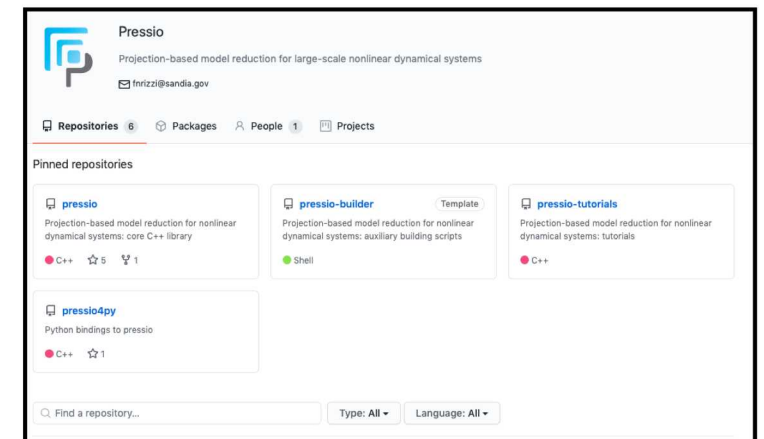 Pressio
Projection-based model reduction for large-scale nonlinear dynamical systems
fnrizzi@sandia.gov
Repositories 6 Packages People 1 Projects
Pinned repositories
pressio
Projection-based model reduction for nonlinear
dynamical systems: core C++ library
C++ 5 1
pressio-builder Template
Projection-based model reduction for nonlinear
dynamical systems: auxiliary building scripts
Shell
pressio-tutorials
Projection-based model reduction for nonlinear
dynamical systems: tutorials
C++
pressio4py
Python bindings to pressio
C++ 1
Find a repository... Type: All Language: All